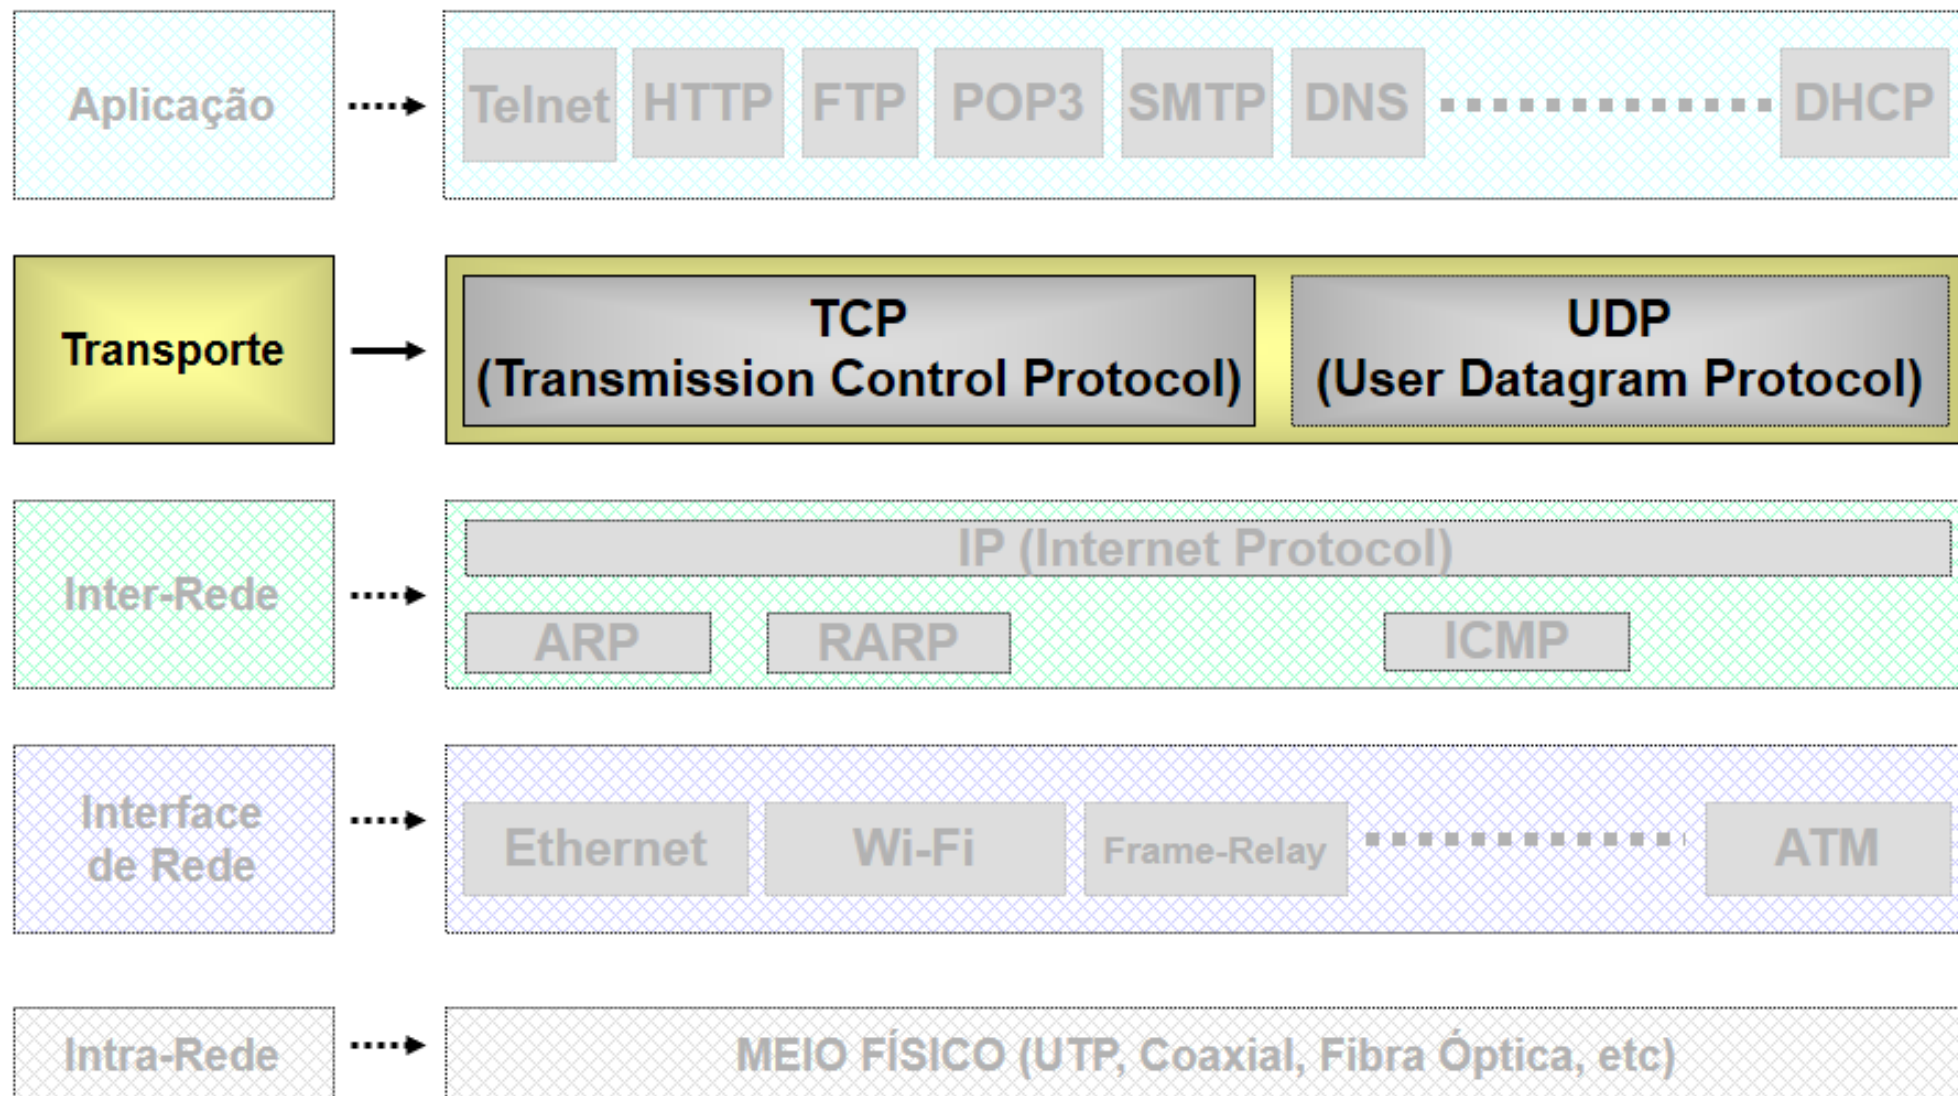 Aplicação
Telnet HTTP FTP POP3 SMTP DNS DHCP
Transporte
TCP
(Transmission Control Protocol)
UDP
(User Datagram Protocol)
Inter-Rede
IP (Internet Protocol)
ARP RARP ICMP
Interface
de Rede
Ethernet Wi-Fi Frame-Relay ATM
Intra-Rede
MEIO FÍSICO (UTP, Coaxial, Fibra Óptica, etc)